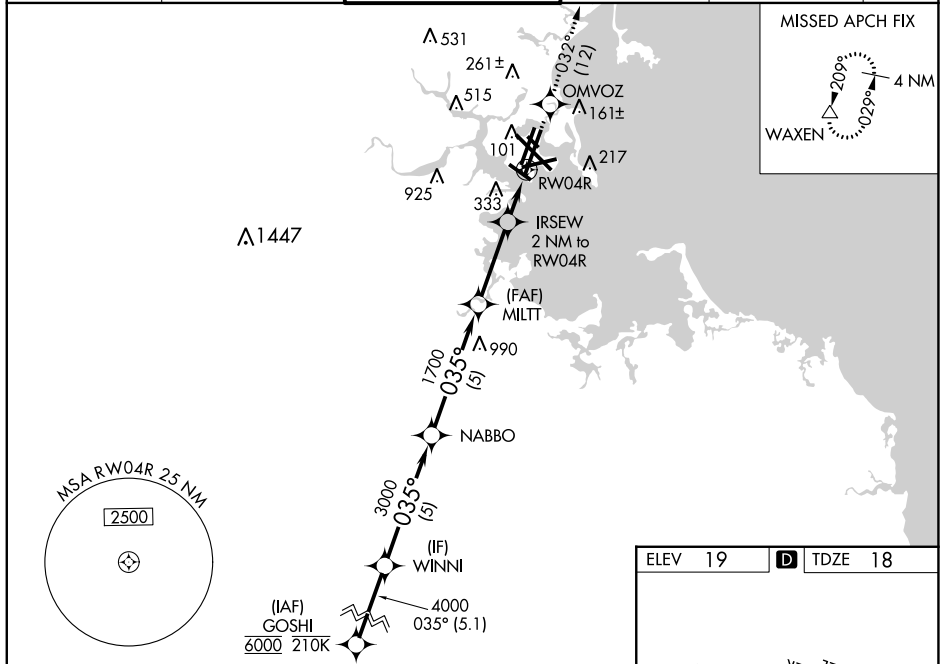 MISSED APCH FIX
209°
029°
4 NM
WAXEN
531
261±
515
032°
(12)
OMVOZ
161±
101
217
925
333
RW04R
1447
IRSEW
2 NM to
RW04R
(FAF)
MILTT
990
1700
035°
(5)
NABBO
3000
035°
(5)
MSA RW04R 25 NM
2500
(IF)
WINNI
4000
035° (5.1)
(IAF)
GOSHI
6000 210K
ELEV 19
D
TDZE 18